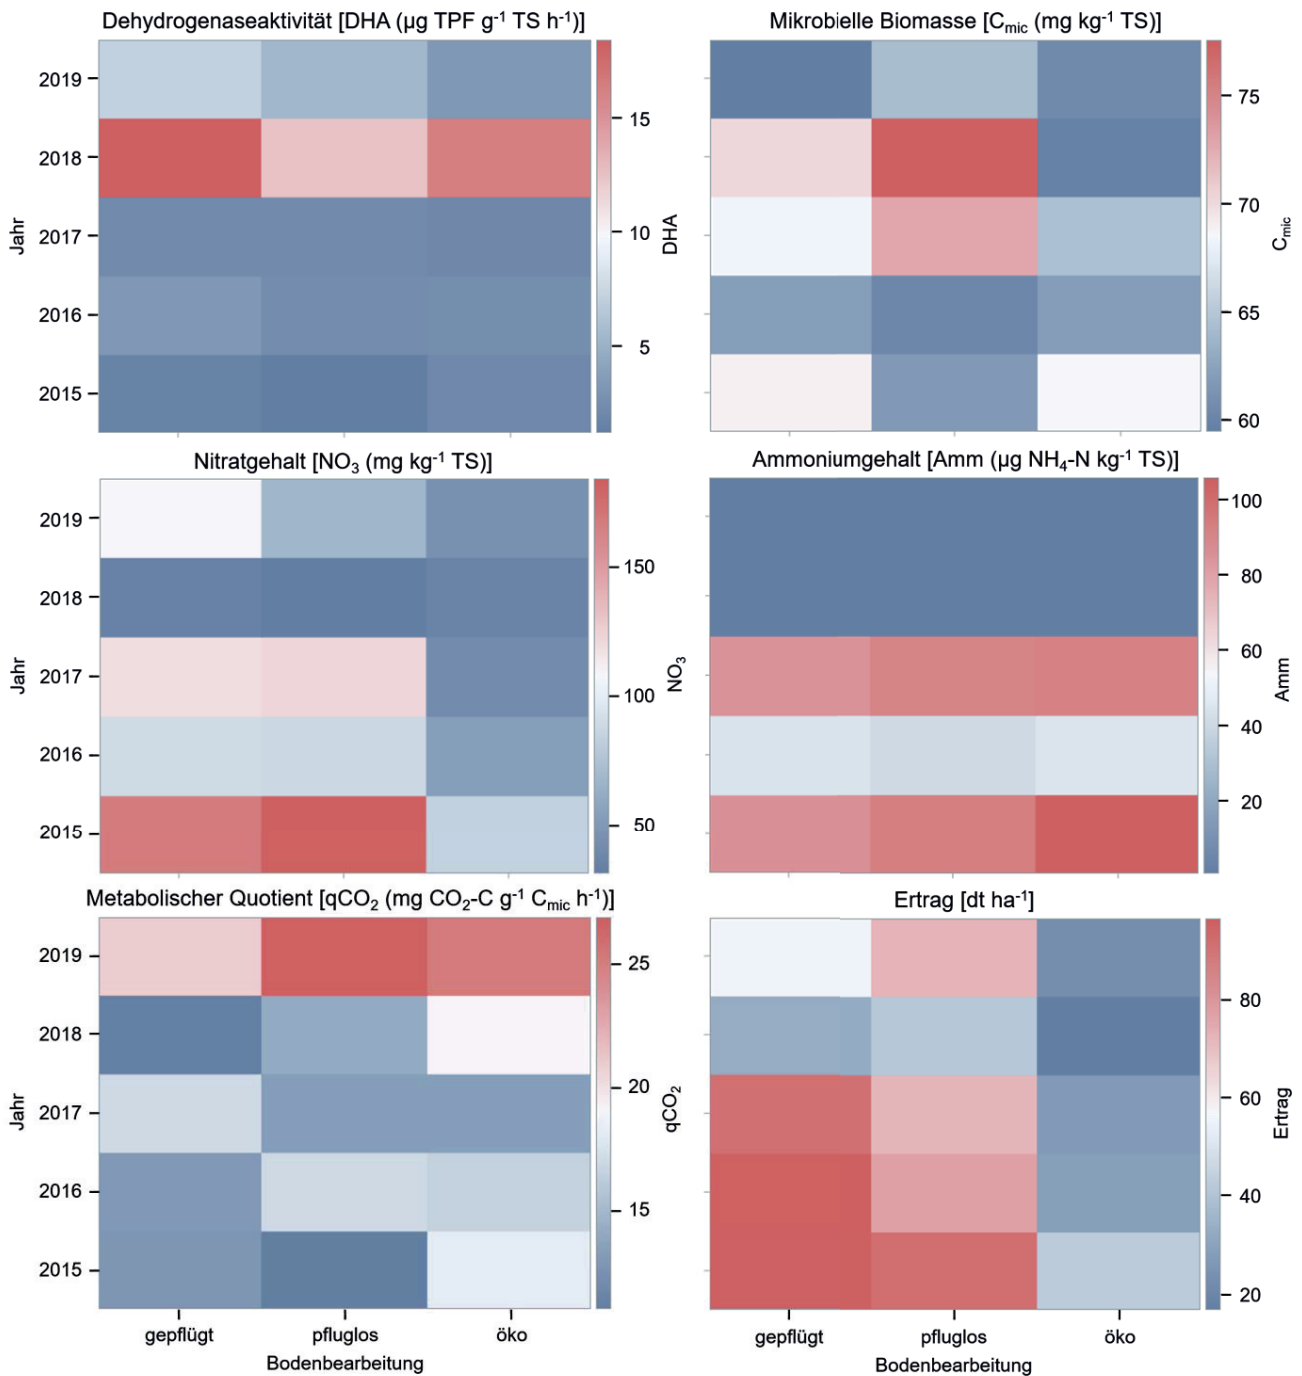 Dehydrogenaseaktivität [DHA (µg TPF g⁻¹ TS h⁻¹)]
2019
2018
2017
2016
2015
Jahr
15
10
5
DHA
Mikrobielle Biomasse [Cmic (mg kg⁻¹ TS)]
75
70
65
60
Cmic
Nitratgehalt [NO₃ (mg kg⁻¹ TS)]
2019
2018
2017
2016
2015
Jahr
150
100
50
NO₃
Ammoniumgehalt [Amm (µg NH₄-N kg⁻¹ TS)]
100
80
60
40
20
Amm
Metabolischer Quotient [qCO₂ (mg CO₂-C g⁻¹ Cmic h⁻¹)]
2019
2018
2017
2016
2015
Jahr
25
20
15
qCO₂
gepflügt pfluglos öko
Bodenbearbeitung
Ertrag [dt ha⁻¹]
80
60
40
20
Ertrag
gepflügt pfluglos öko
Bodenbearbeitung